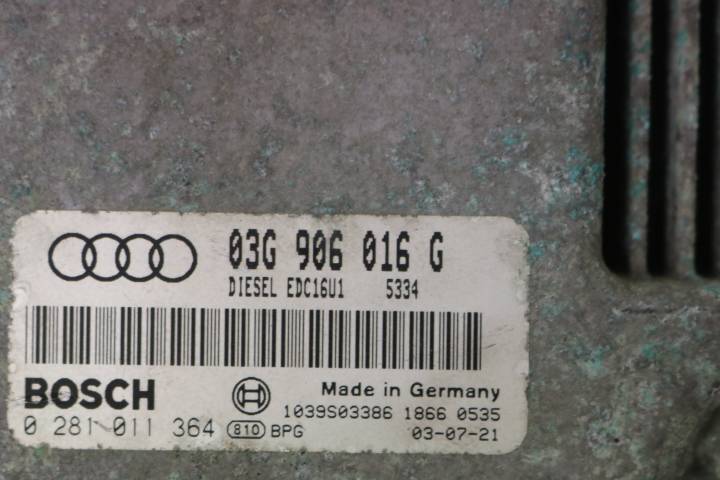 03G 906 016 G
DIESEL EDC16U1 5334
BOSCH
Made in Germany
1039S03386 1866 0535
0 281 011 364 810 BPG 03-07-21